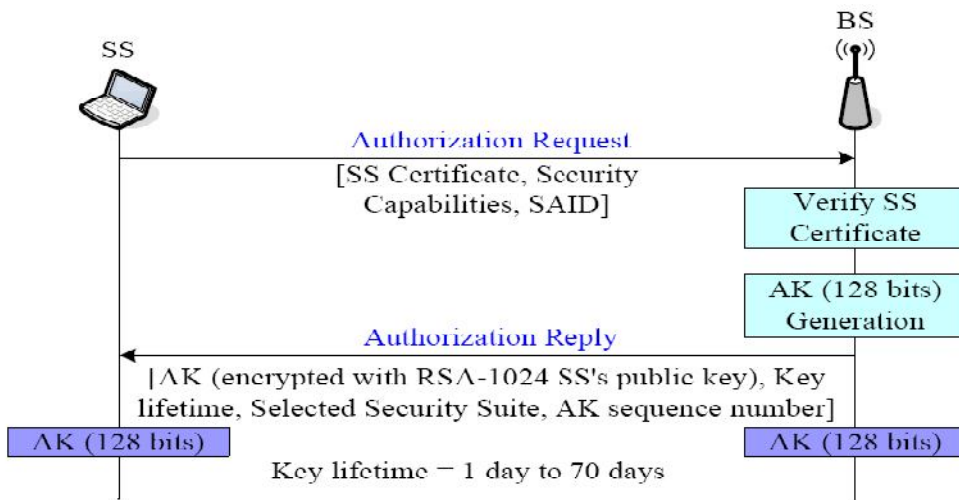 SS
BS
Authorization Request
[SS Certificate, Security
Capabilities, SAID]
Verify SS
Certificate
AK (128 bits)
Generation
Authorization Reply
[AK (encrypted with RSA-1024 SS's public key), Key
lifetime, Selected Security Suite, AK sequence number]
AK (128 bits)
AK (128 bits)
Key lifetime = 1 day to 70 days